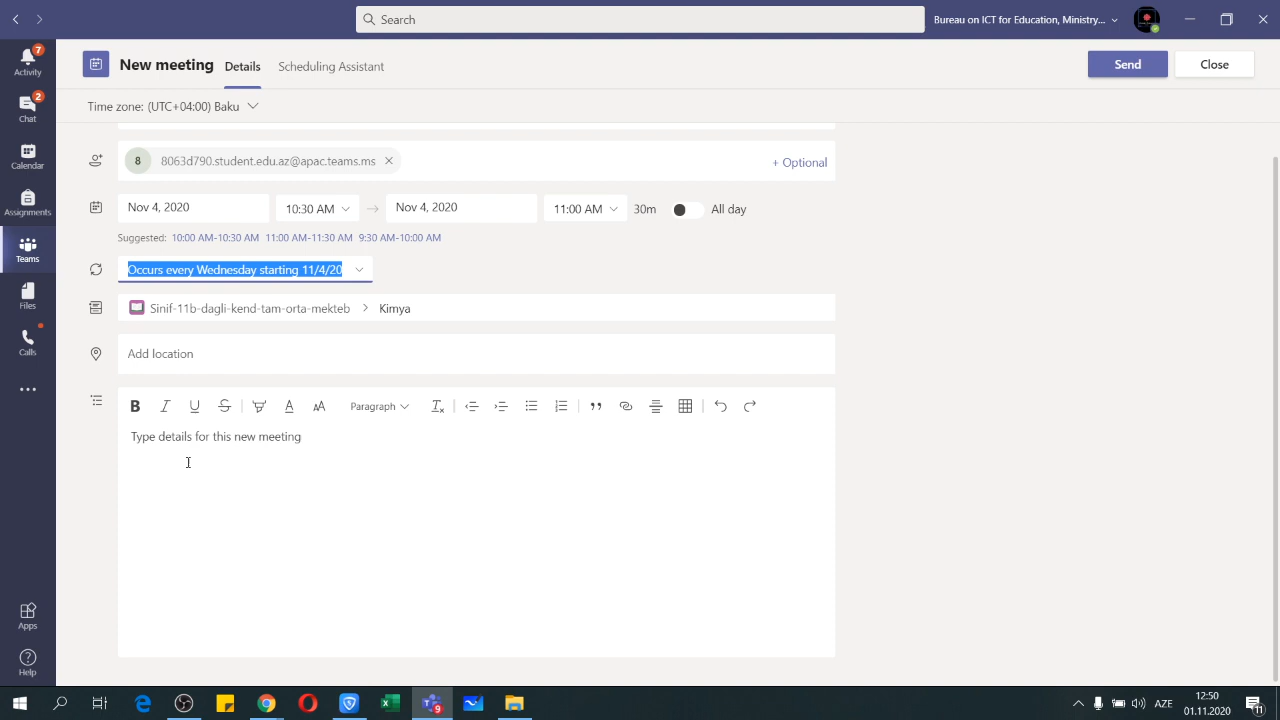 Search
Bureau on ICT for Education, Ministry...
7
Activity
2
Chat
Calendar
Assignments
Teams
Files
Calls
Apps
Help
New meeting Details Scheduling Assistant
Send Close
Time zone: (UTC+04:00) Baku
8 8063d790.student.edu.az@apac.teams.ms
+ Optional
Nov 4, 2020 10:30 AM Nov 4, 2020 11:00 AM 30m All day
Suggested: 10:00 AM-10:30 AM 11:00 AM-11:30 AM 9:30 AM-10:00 AM
Occurs every Wednesday starting 11/4/20
Sinif-11b-dagli-kend-tam-orta-mekteb > Kimya
Add location
B I U S A AA Paragraph Tx
Type details for this new meeting
9
AZE
12:50
01.11.2020
11